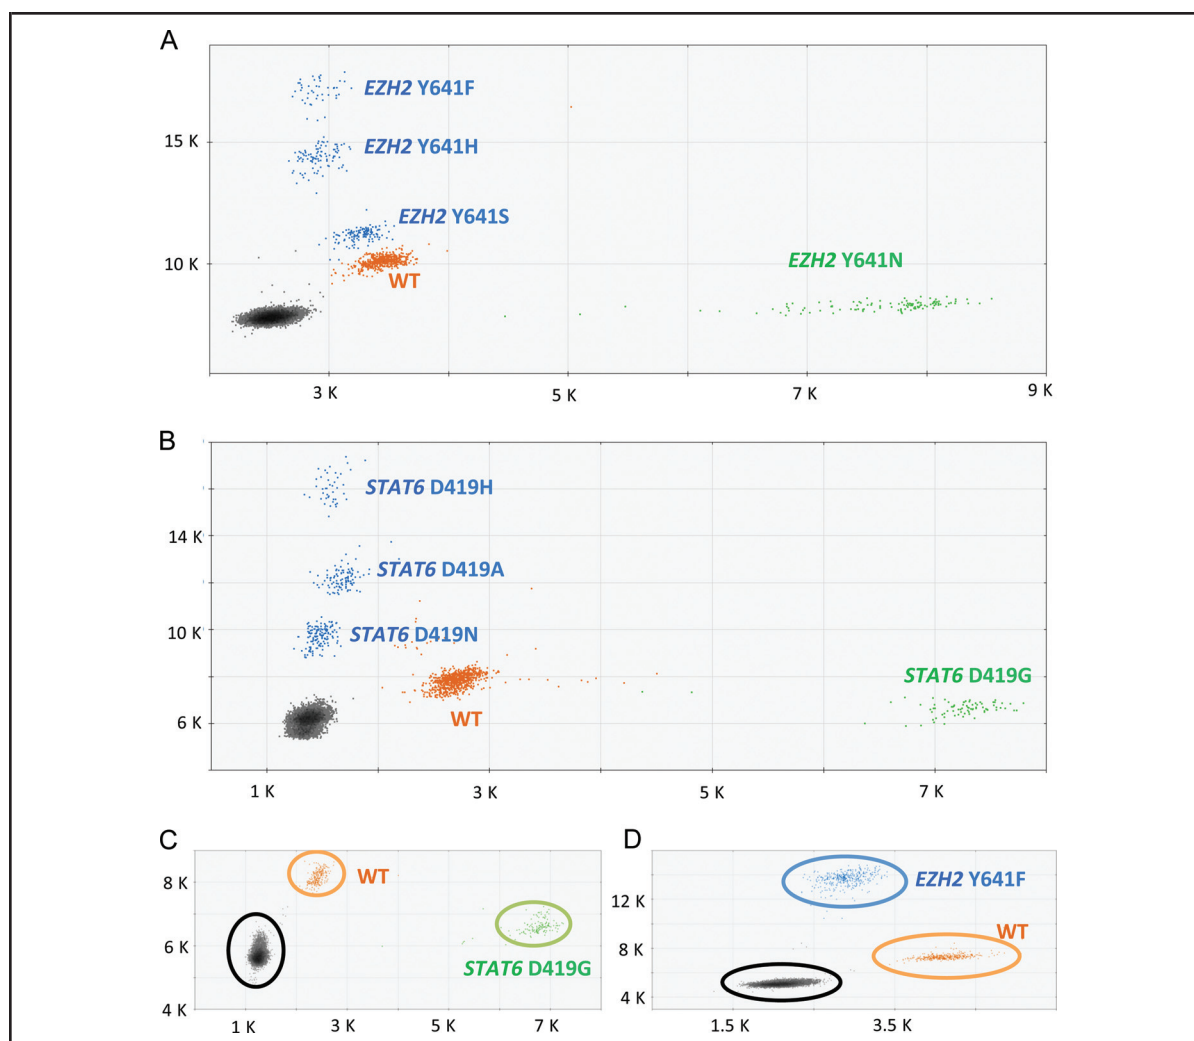 A
EZH2 Y641F
15 K
EZH2 Y641H
EZH2 Y641S
EZH2 Y641N
10 K
WT
3 K 5 K 7 K 9 K
B
STAT6 D419H
14 K
STAT6 D419A
10 K
STAT6 D419N
STAT6 D419G
6 K
WT
1 K 3 K 5 K 7 K
C
8 K
WT
6 K
STAT6 D419G
4 K
1 K 3 K 5 K 7 K
D
EZH2 Y641F
12 K
WT
8 K
4 K
1.5 K 3.5 K